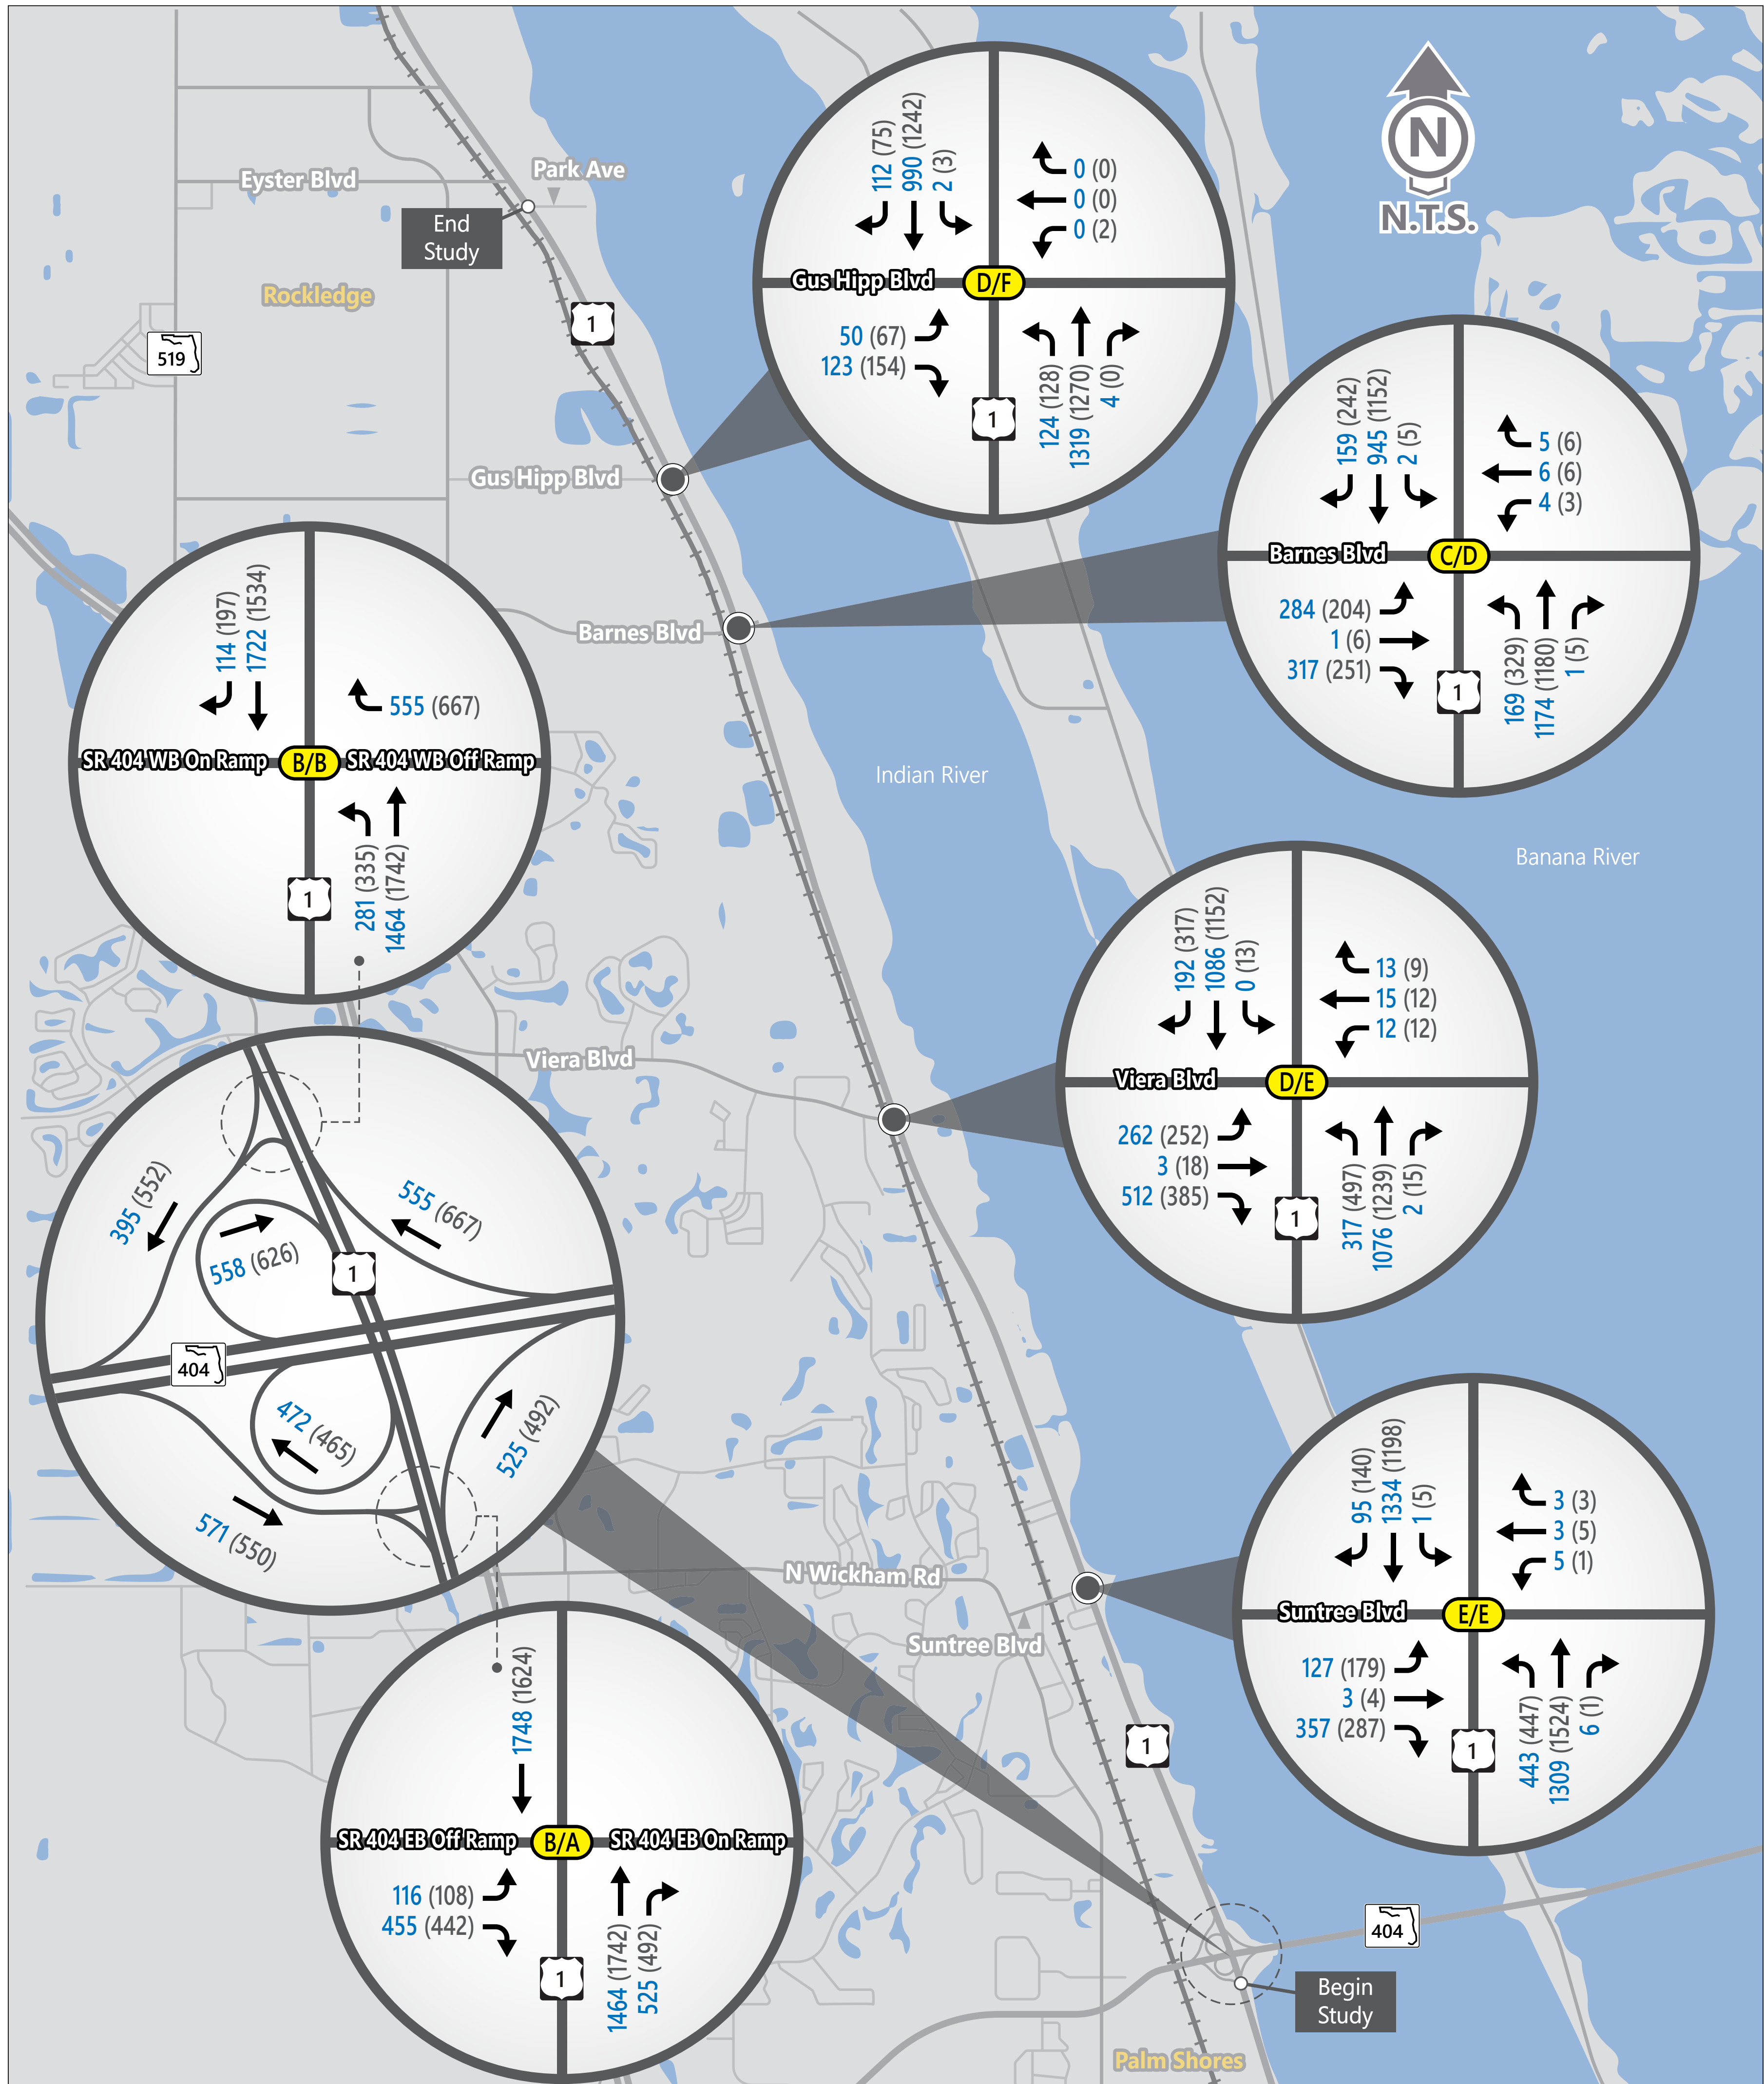 N
N.T.S.
Eyster Blvd
Park Ave
End
Study
Rockledge
519
1
Gus Hipp Blvd
Barnes Blvd
Indian River
Banana River
Viera Blvd
N Wickham Rd
Suntree Blvd
1
404
Begin
Study
Palm Shores
112 (75)
990 (1242)
2 (3)
0 (0)
0 (0)
0 (2)
Gus Hipp Blvd
D/F
50 (67)
123 (154)
1
124 (128)
1319 (1270)
4 (0)
159 (242)
945 (1152)
2 (5)
5 (6)
6 (6)
4 (3)
Barnes Blvd
C/D
284 (204)
1 (6)
317 (251)
1
169 (329)
1174 (1180)
1 (5)
114 (197)
1722 (1534)
555 (667)
SR 404 WB On Ramp
B/B
SR 404 WB Off Ramp
1
281 (335)
1464 (1742)
192 (317)
1086 (1152)
0 (13)
13 (9)
15 (12)
12 (12)
Viera Blvd
D/E
262 (252)
3 (18)
512 (385)
1
317 (497)
1076 (1239)
2 (15)
395 (552)
555 (667)
558 (626)
1
404
472 (465)
525 (492)
571 (550)
95 (140)
1334 (1198)
1 (5)
3 (3)
3 (5)
5 (1)
Suntree Blvd
E/E
127 (179)
3 (4)
357 (287)
1
443 (447)
1309 (1524)
6 (1)
1748 (1624)
SR 404 EB Off Ramp
B/A
SR 404 EB On Ramp
116 (108)
455 (442)
1
1464 (1742)
525 (492)